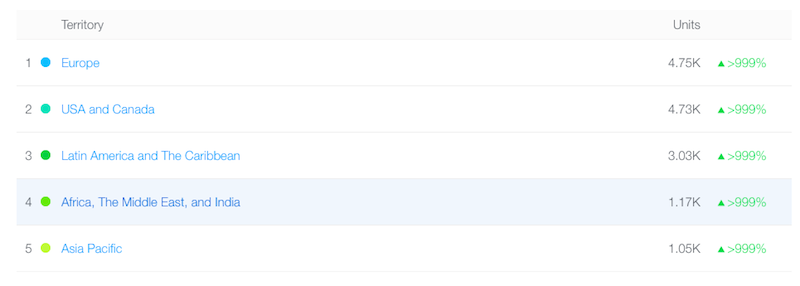 Territory Units
1 Europe 4.75K ▲ >999%
2 USA and Canada 4.73K ▲ >999%
3 Latin America and The Caribbean 3.03K ▲ >999%
4 Africa, The Middle East, and India 1.17K ▲ >999%
5 Asia Pacific 1.05K ▲ >999%